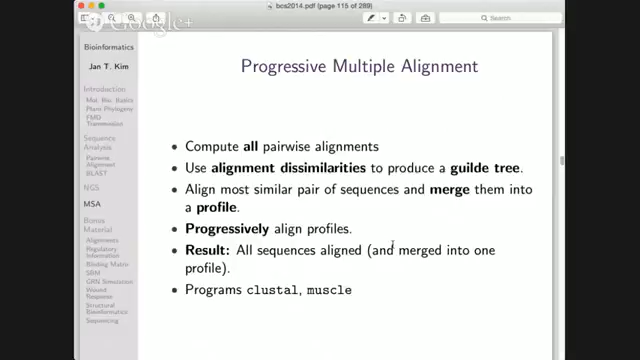 bcs2014.pdf (page 115 of 289)
Search
Google+
Bioinformatics
Jan T. Kim
Introduction
Mol. Bio. Basics
Plant Phylogeny
FMD
Transmission
Sequence
Analysis
Pairwise
Alignment
BLAST
NGS
MSA
Bonus
Material
Alignments
Regulatory
Information
Binding Matrix
SRN
GRN Simulation
Wound
Response
Structural
Bioinformatics
Sequencing
Progressive Multiple Alignment
• Compute all pairwise alignments
• Use alignment dissimilarities to produce a guilde tree.
• Align most similar pair of sequences and merge them into
a profile.
• Progressively align profiles.
• Result: All sequences aligned (and merged into one
profile).
• Programs clustal, muscle